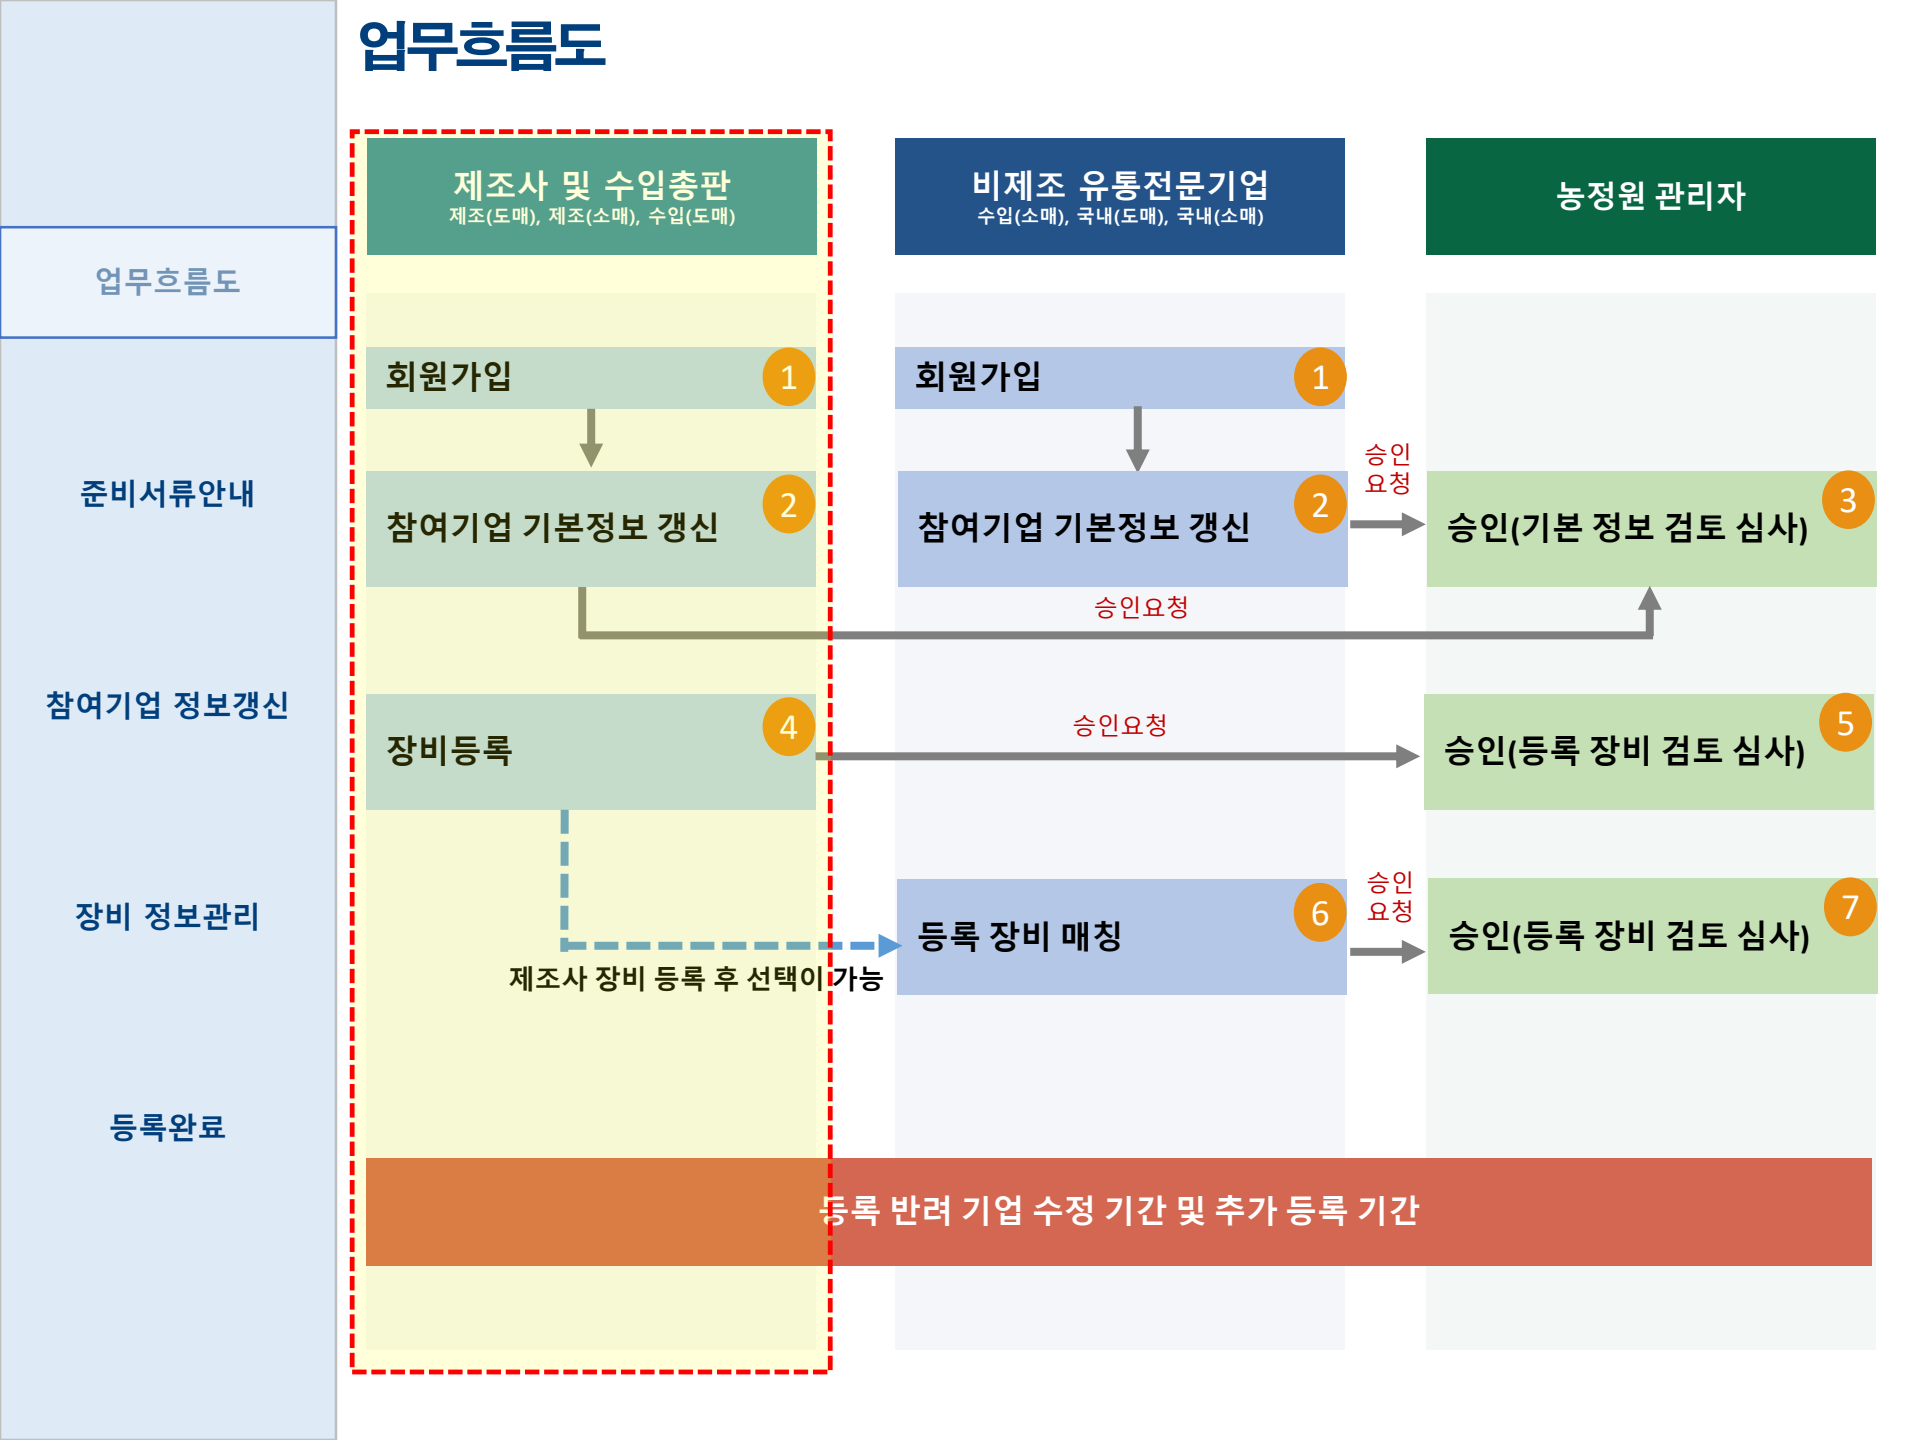 업무흐름도
업무흐름도
준비서류안내
참여기업 정보갱신
장비 정보관리
등록완료
제조사 및 수입총판
제조(도매), 제조(소매), 수입(도매)
비제조 유통전문기업
수입(소매), 국내(도매), 국내(소매)
농정원 관리자
회원가입
1
회원가입
1
참여기업 기본정보 갱신
2
참여기업 기본정보 갱신
2
승인
요청
승인(기본 정보 검토 심사)
3
승인요청
장비등록
4
승인요청
승인(등록 장비 검토 심사)
5
제조사 장비 등록 후 선택이 가능
등록 장비 매칭
6
승인
요청
승인(등록 장비 검토 심사)
7
등록 반려 기업 수정 기간 및 추가 등록 기간